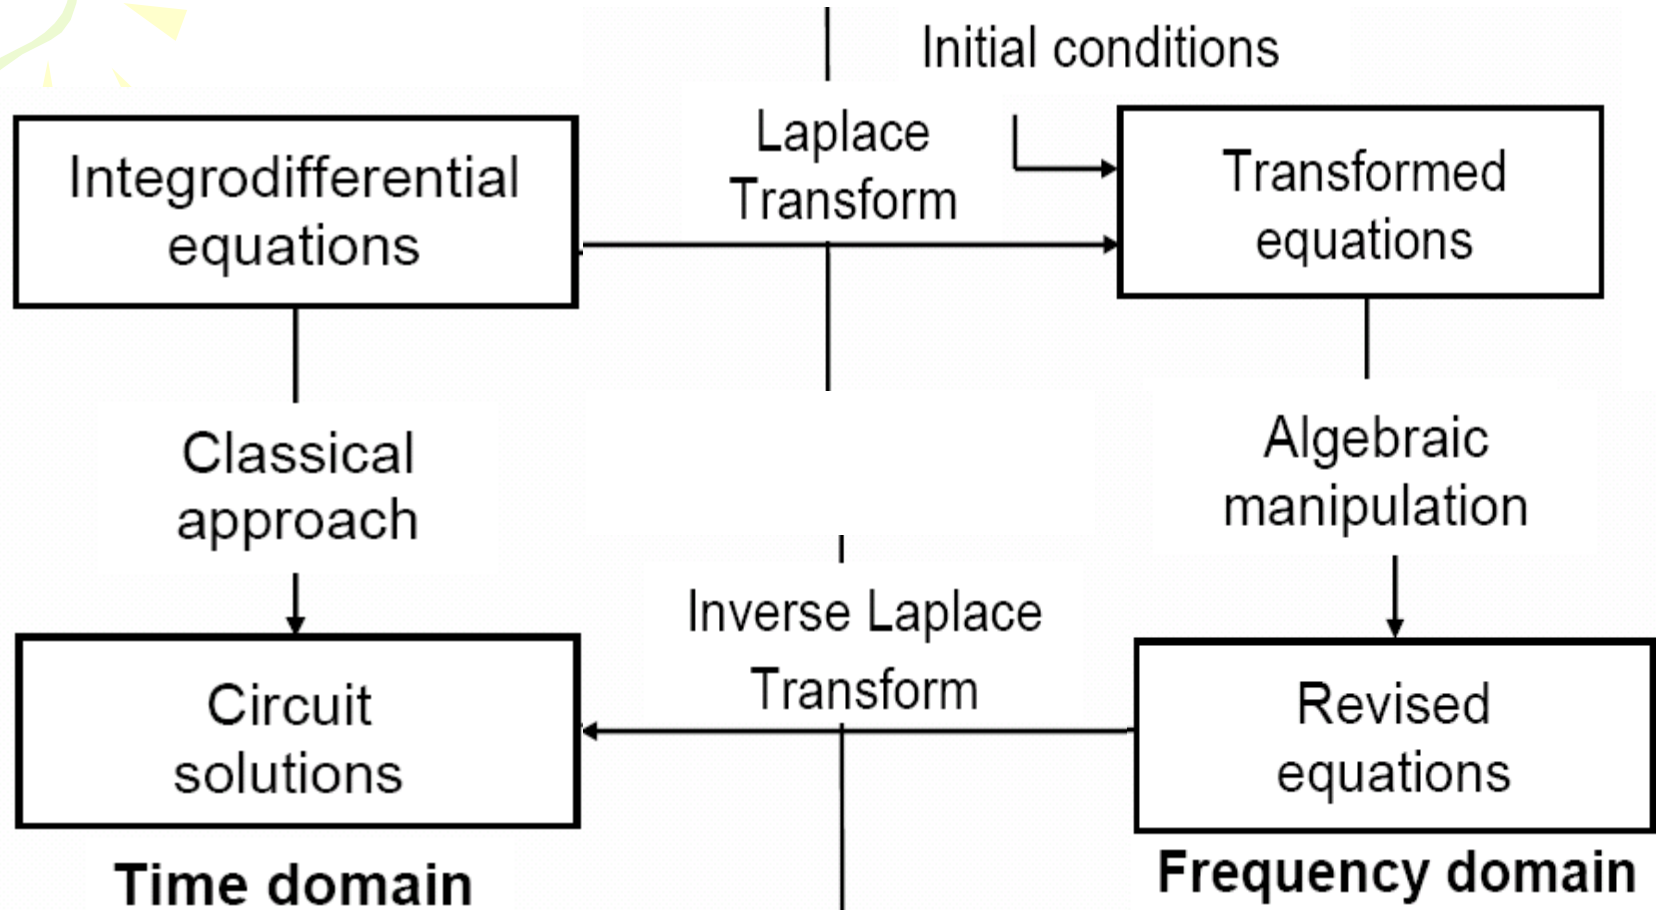 Initial conditions
Laplace
Transform
Integrodifferential
equations
Transformed
equations
Classical
approach
Algebraic
manipulation
Inverse Laplace
Transform
Circuit
solutions
Revised
equations
Time domain
Frequency domain